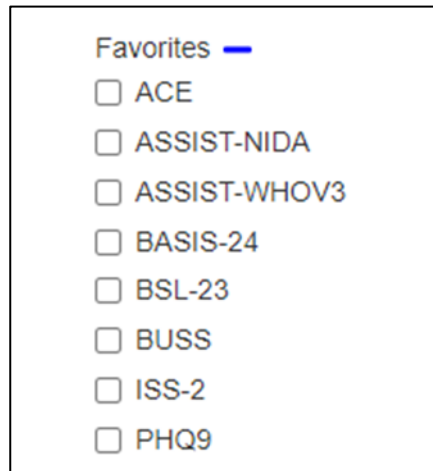 Favorites
ACE
ASSIST-NIDA
ASSIST-WHOV3
BASIS-24
BSL-23
BUSS
ISS-2
PHQ9